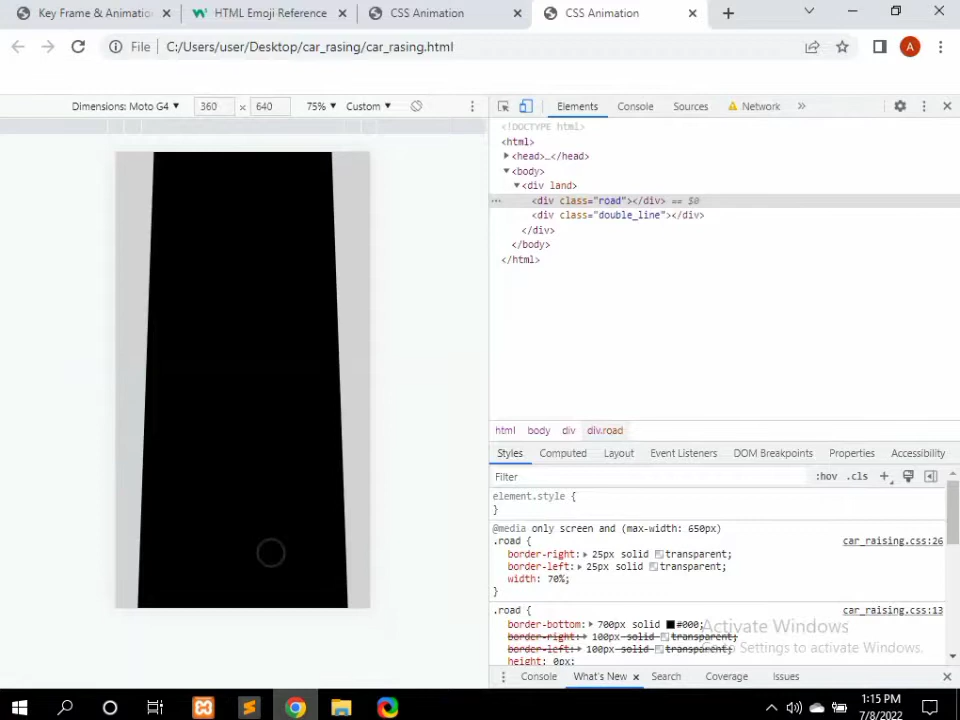 Key Frame & Animatio
HTML Emoji Reference
CSS Animation
CSS Animation
File
C:/Users/user/Desktop/car_rasing/car_rasing.html
A
Dimensions: Moto G4
360
x
640
75%
Custom
Elements
Console
Sources
Network
<!DOCTYPE html>
<html>
<head>…</head>
<body>
<div land>
<div class="road"></div> == $0
<div class="double_line"></div>
</div>
</body>
</html>
html
body
div
div.road
Styles
Computed
Layout
Event Listeners
DOM Breakpoints
Properties
Accessibility
Filter
:hov
.cls
element.style {
}
@media only screen and (max-width: 650px)
.road {
car_raising.css:26
border-right: 25px solid transparent;
border-left: 25px solid transparent;
width: 70%;
}
.road {
car_raising.css:13
border-bottom: 700px solid #000;
border-right: 100px solid transparent;
border-left: 100px solid transparent;
height: 0px;
Activate Windows
Go to Settings to activate Windows.
Console
What's New
Search
Coverage
Issues
1:15 PM
7/8/2022